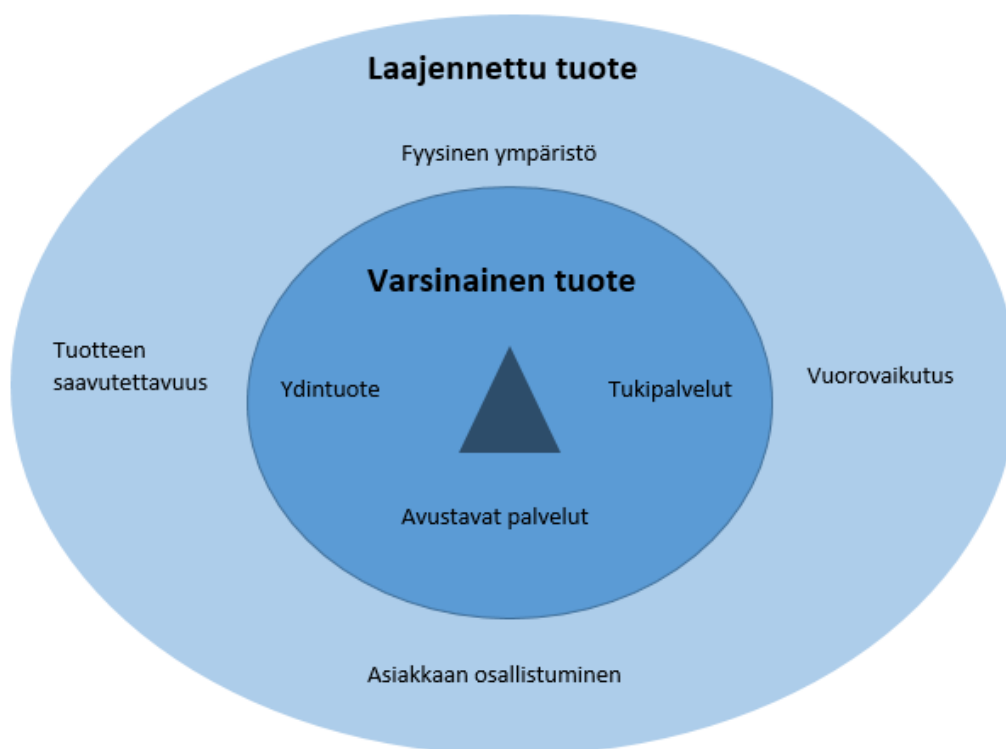 Laajennettu tuote
Fyysinen ympäristö
Varsinainen tuote
Tuotteen
saavutettavuus
Ydintuote
Tukipalvelut
Vuorovaikutus
Avustavat palvelut
Asiakkaan osallistuminen